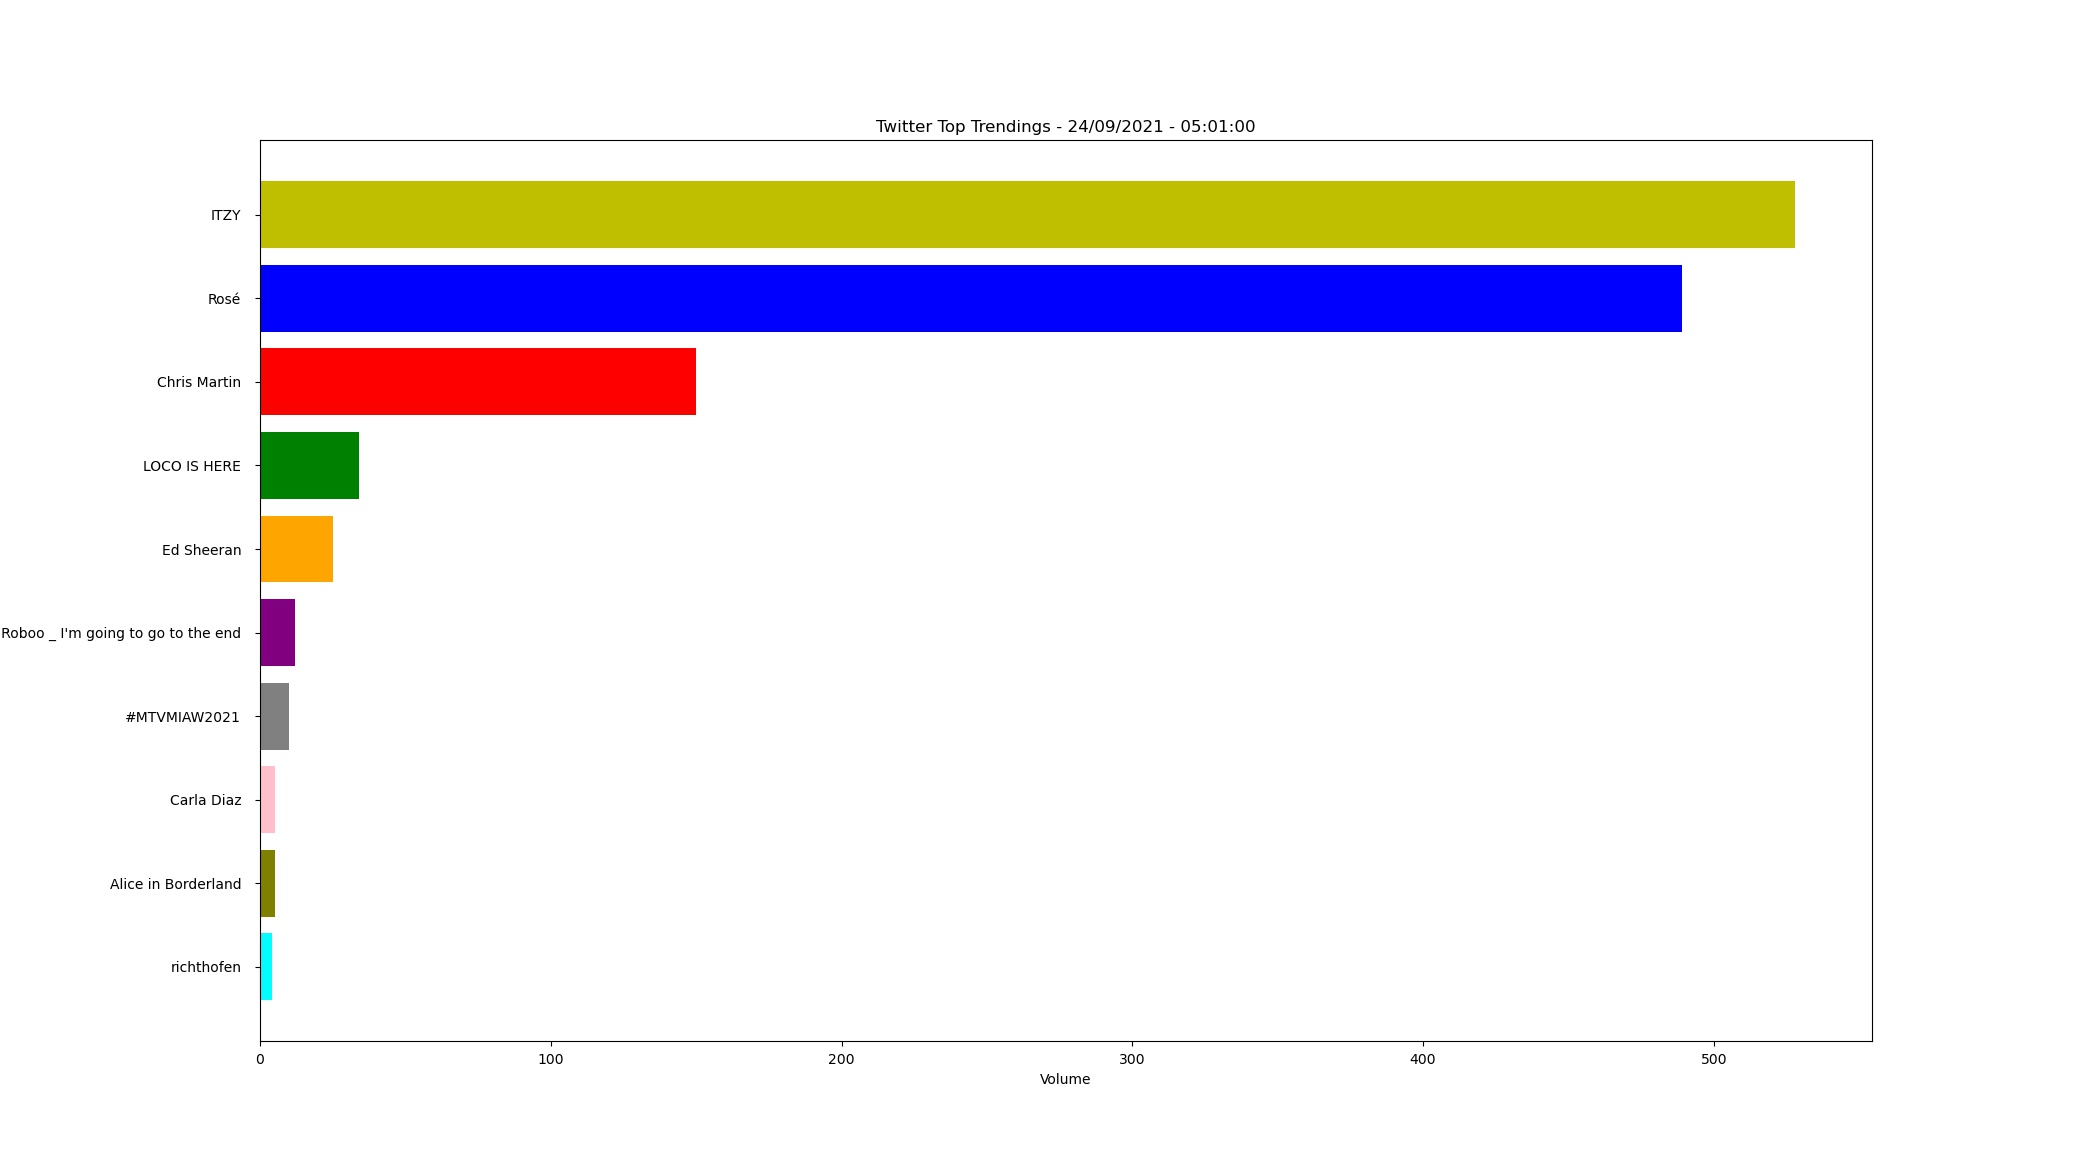 Twitter Top Trendings - 24/09/2021 - 05:01:00
ITZY
Rosé
Chris Martin
LOCO IS HERE
Ed Sheeran
Roboo _ I'm going to go to the end
#MTVMIAW2021
Carla Diaz
Alice in Borderland
richthofen
0 100 200 300 400 500
Volume